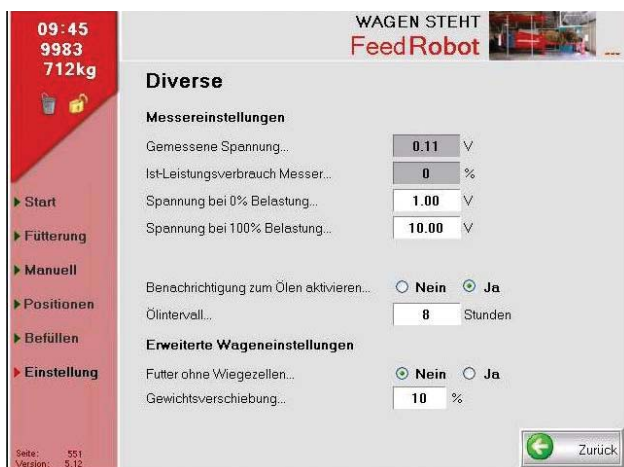 09:45
9983
712kg
WAGEN STEHT
FeedRobot
...
Diverse
Messereinstellungen
Gemessene Spannung... 0.11 V
Ist-Leistungsverbrauch Messer... 0 %
Spannung bei 0% Belastung... 1.00 V
Spannung bei 100% Belastung... 10.00 V
Benachrichtigung zum Ölen aktivieren... Nein Ja
Ölintervall... 8 Stunden
Erweiterte Wageneinstellungen
Futter ohne Wiegezellen... Nein Ja
Gewichtsverschiebung... 10 %
Start
Fütterung
Manuell
Positionen
Befüllen
Einstellung
Seite: 551
Version: 5.12
Zurück